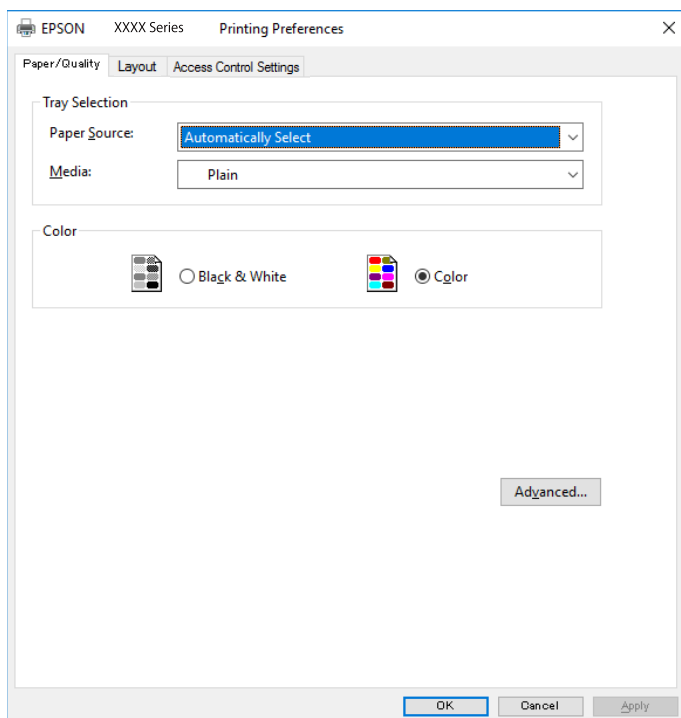 EPSON XXXX Series Printing Preferences
Paper/Quality Layout Access Control Settings
Tray Selection
Paper Source: Automatically Select
Media: Plain
Color
Black & White Color
Advanced...
OK Cancel Apply